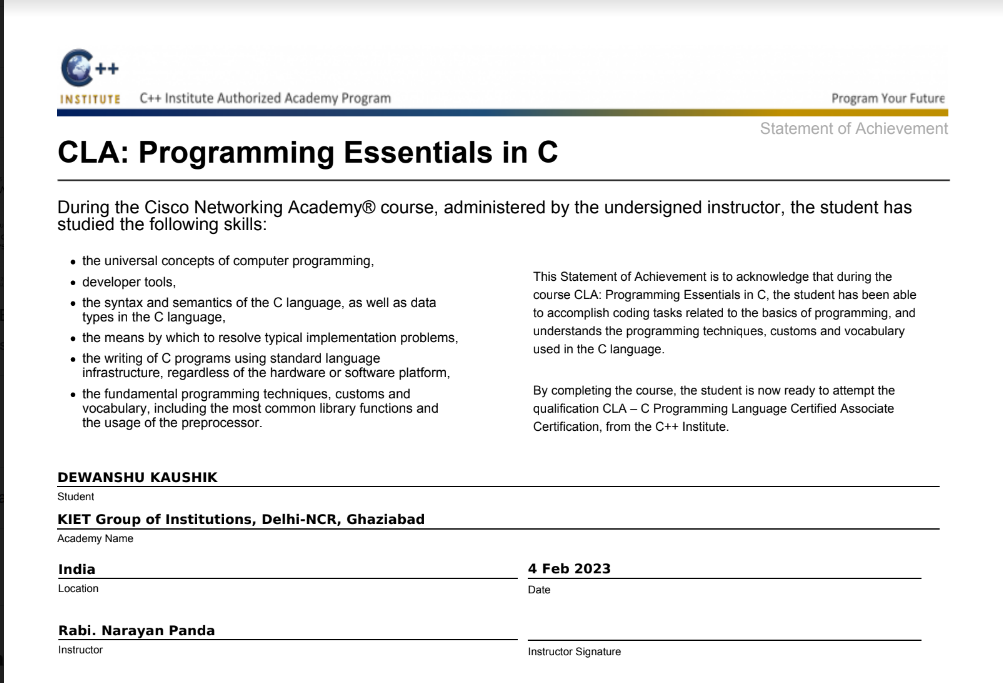 C++
INSTITUTE
C++ Institute Authorized Academy Program
Program Your Future
Statement of Achievement
CLA: Programming Essentials in C
During the Cisco Networking Academy® course, administered by the undersigned instructor, the student has
studied the following skills:
• the universal concepts of computer programming,
• developer tools,
• the syntax and semantics of the C language, as well as data
types in the C language,
• the means by which to resolve typical implementation problems,
• the writing of C programs using standard language
infrastructure, regardless of the hardware or software platform,
• the fundamental programming techniques, customs and
vocabulary, including the most common library functions and
the usage of the preprocessor.
This Statement of Achievement is to acknowledge that during the
course CLA: Programming Essentials in C, the student has been able
to accomplish coding tasks related to the basics of programming, and
understands the programming techniques, customs and vocabulary
used in the C language.
By completing the course, the student is now ready to attempt the
qualification CLA – C Programming Language Certified Associate
Certification, from the C++ Institute.
DEWANSHU KAUSHIK
Student
KIET Group of Institutions, Delhi-NCR, Ghaziabad
Academy Name
India
Location
4 Feb 2023
Date
Rabi. Narayan Panda
Instructor
Instructor Signature